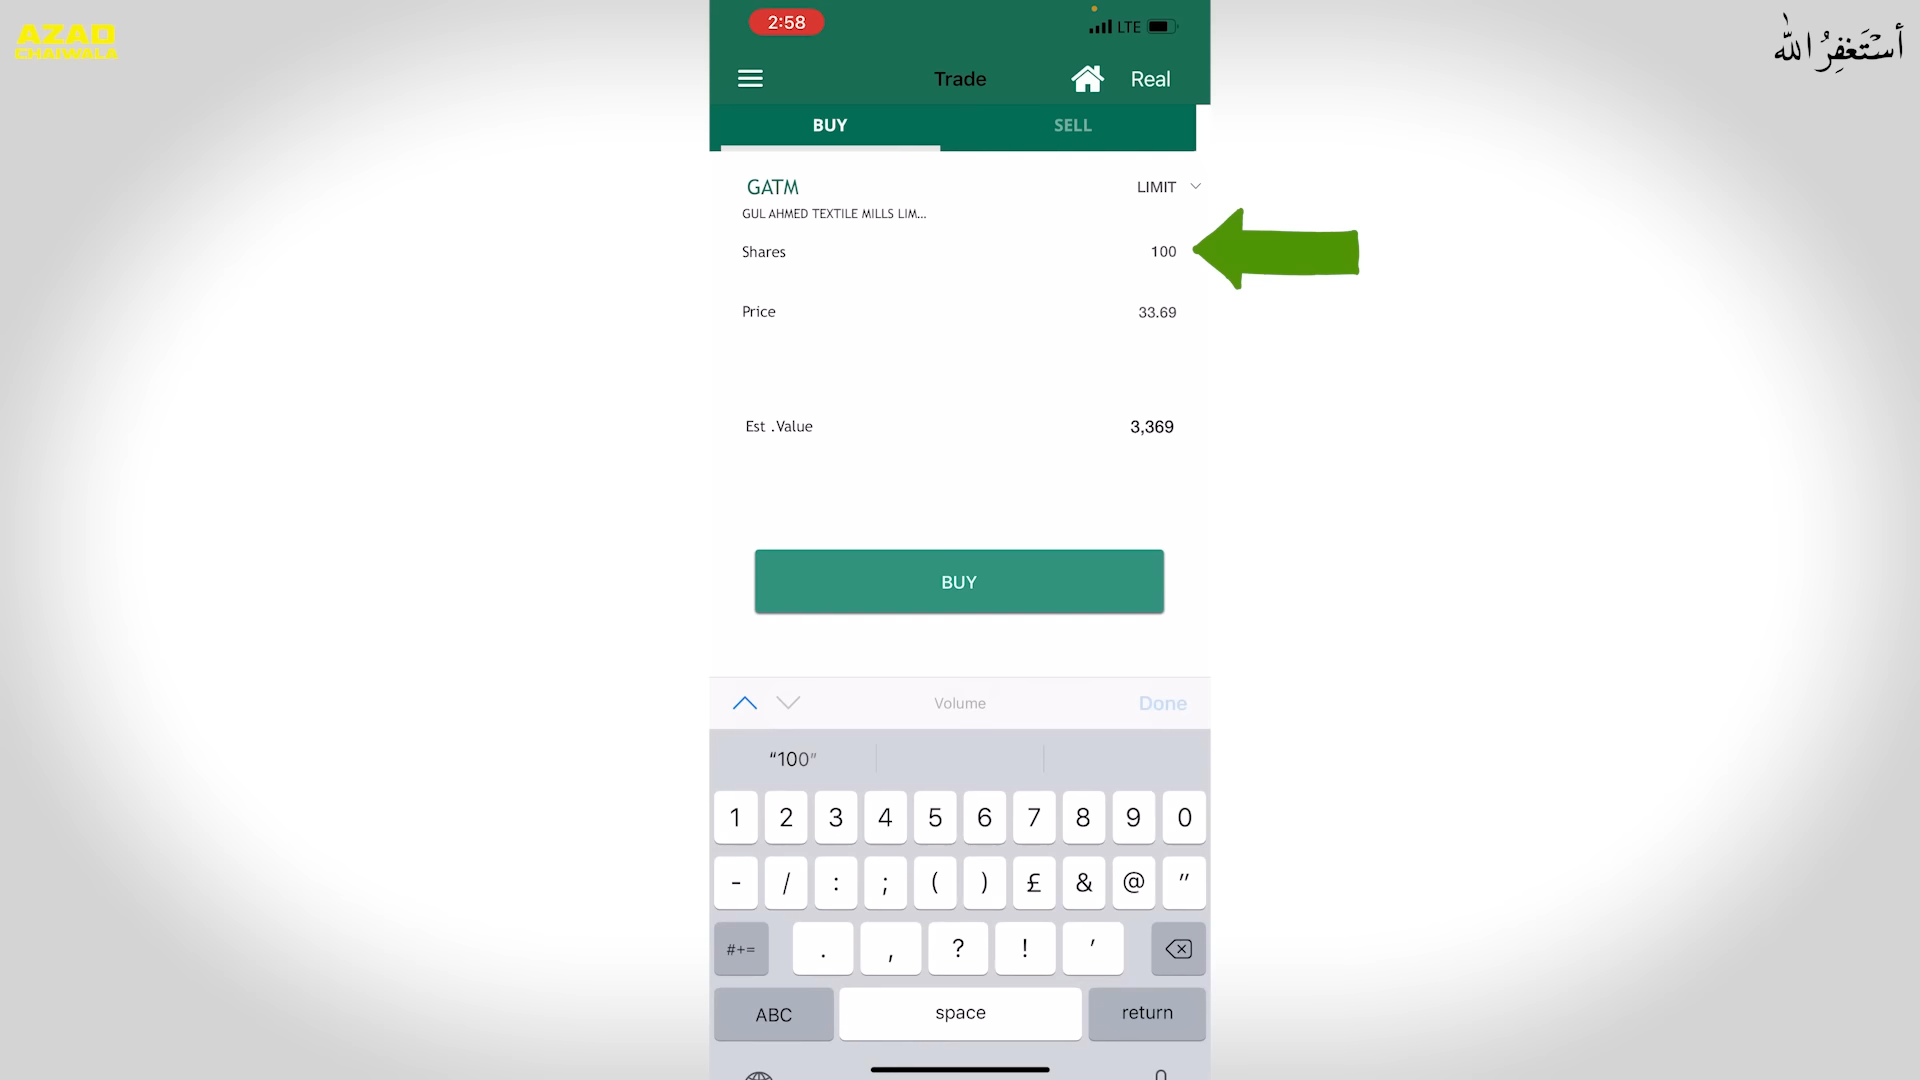 AZAD
CHAIWALA
أستغفر الله
2:58
LTE
Trade
Real
BUY
SELL
GATM
LIMIT
GUL AHMED TEXTILE MILLS LIM...
Shares
100
Price
33.69
Est .Value
3,369
BUY
Volume
Done
“100”
1 2 3 4 5 6 7 8 9 0
- / : ; ( ) £ & @ "
#+= . , ? ! '
ABC
space
return